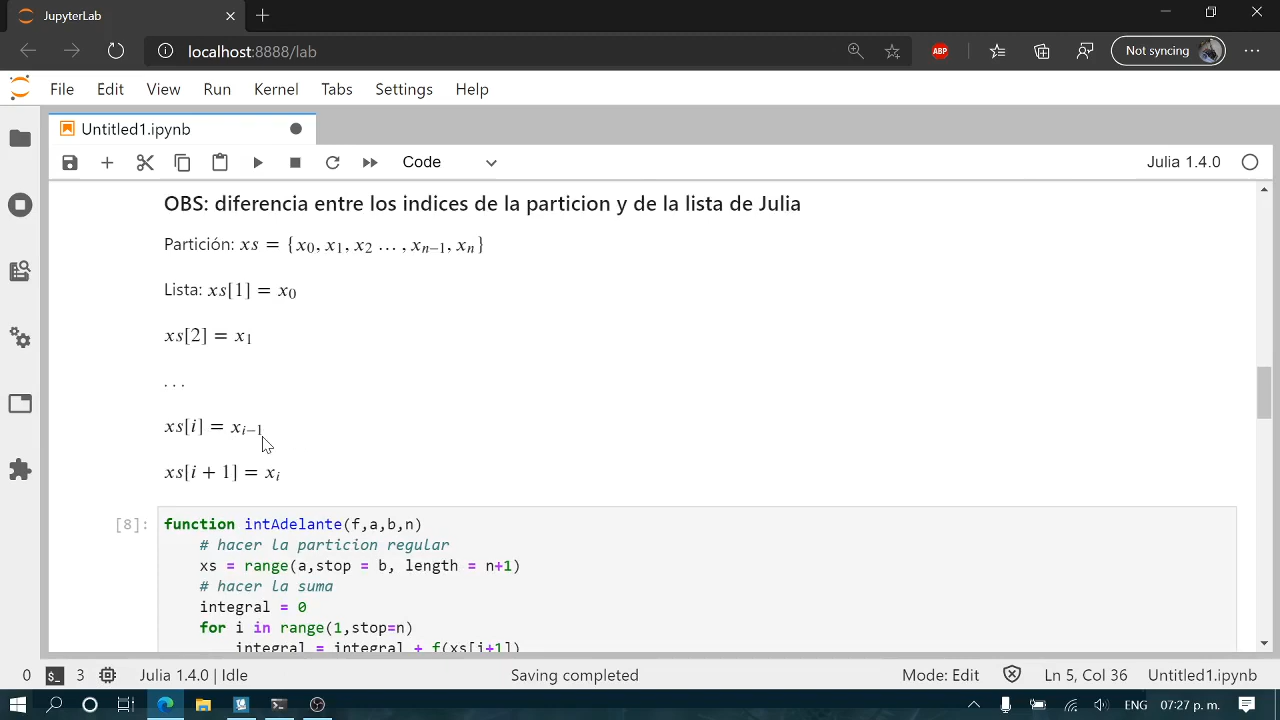 JupyterLab
localhost:8888/lab
ABP
Not syncing
File Edit View Run Kernel Tabs Settings Help
Untitled1.ipynb
Code
Julia 1.4.0
OBS: diferencia entre los indices de la particion y de la lista de Julia
Partición: xs = {x₀, x₁, x₂ … , xₙ₋₁, xₙ}
Lista: xs[1] = x₀
xs[2] = x₁
...
xs[i] = xᵢ₋₁
xs[i + 1] = xᵢ
[8]: function intAdelante(f,a,b,n)
# hacer la particion regular
xs = range(a,stop = b, length = n+1)
# hacer la suma
integral = 0
for i in range(1,stop=n)
integral = integral + f(xs[i+1])
0 $_ 3 Julia 1.4.0 | Idle Saving completed Mode: Edit Ln 5, Col 36 Untitled1.ipynb
ENG 07:27 p. m.